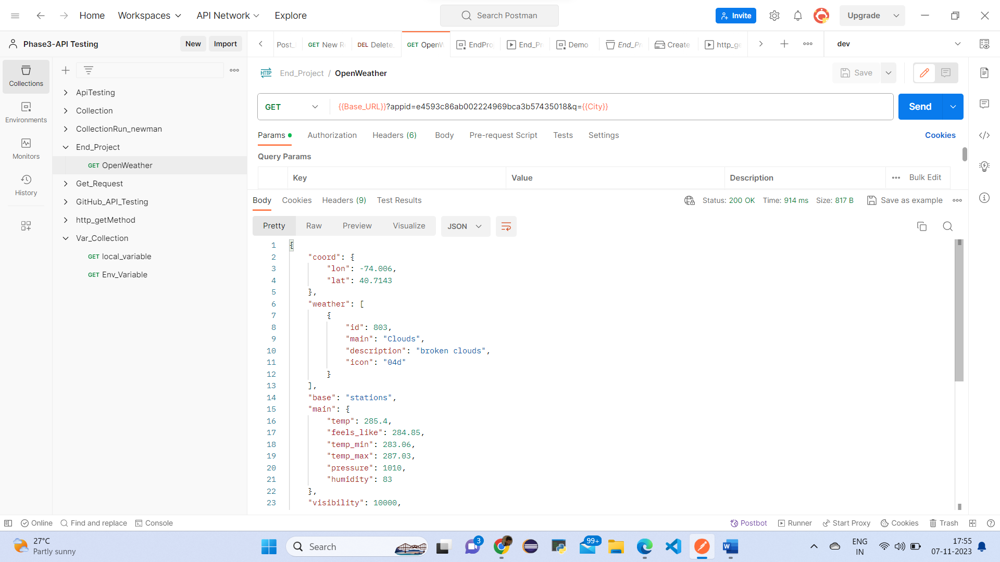 Home Workspaces API Network Explore Search Postman Invite Upgrade
Phase3-API Testing New Import
Post_ GET New R DEL Delete_ GET OpenW EndPro End_Pr Demo End_Pr Create http_ge dev
Collections
Environments
Monitors
History
ApiTesting
Collection
CollectionRun_newman
End_Project
GET OpenWeather
Get_Request
GitHub_API_Testing
http_getMethod
Var_Collection
GET local_variable
GET Env_Variable
HTTP End_Project / OpenWeather Save
GET {{Base_URL}}?appid=e4593c86ab002224969bca3b57435018&q={{City}} Send
Params Authorization Headers (6) Body Pre-request Script Tests Settings Cookies
Query Params
Key Value Description Bulk Edit
Body Cookies Headers (9) Test Results Status: 200 OK Time: 914 ms Size: 817 B Save as example
Pretty Raw Preview Visualize JSON
1 {
2 "coord": {
3 "lon": -74.006,
4 "lat": 40.7143
5 },
6 "weather": [
7 {
8 "id": 803,
9 "main": "Clouds",
10 "description": "broken clouds",
11 "icon": "04d"
12 }
13 ],
14 "base": "stations",
15 "main": {
16 "temp": 285.4,
17 "feels_like": 284.85,
18 "temp_min": 283.06,
19 "temp_max": 287.03,
20 "pressure": 1010,
21 "humidity": 83
22 },
23 "visibility": 10000,
Online Find and replace Console Postbot Runner Start Proxy Cookies Trash
27°C
Partly sunny
Search
3
99+
ENG
IN
17:55
07-11-2023